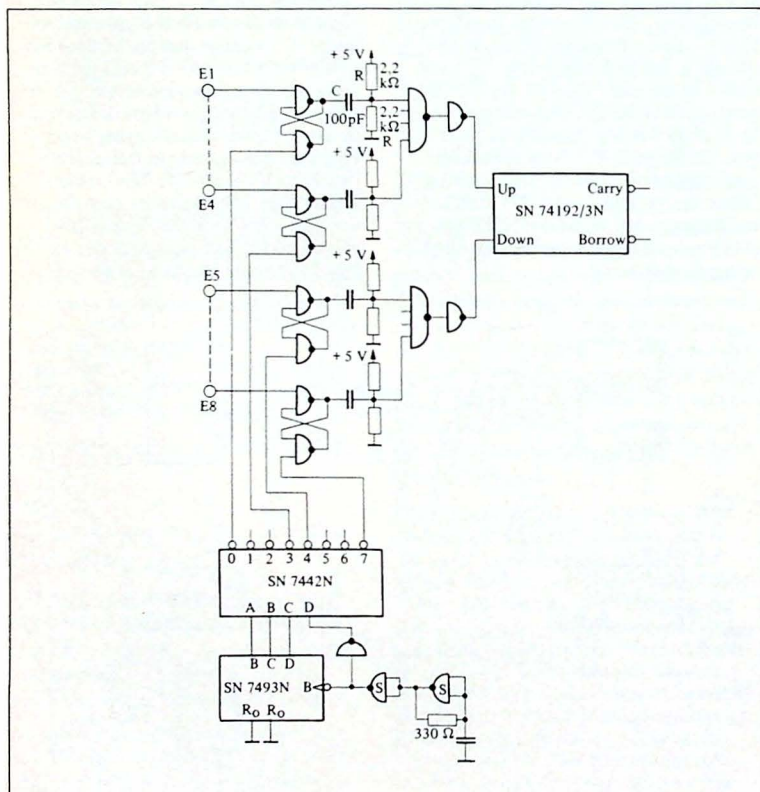 + 5 V
E1
R
2,2
kΩ
C
100pF
2,2
kΩ
R
+ 5 V
E4
Up
Carry
SN 74192/3N
Down
Borrow
+ 5 V
E5
+ 5 V
E8
0 1 2 3 4 5 6 7
SN 7442N
A B C D
B C D
SN 7493N
B
S
S
R₀ R₀
330 Ω